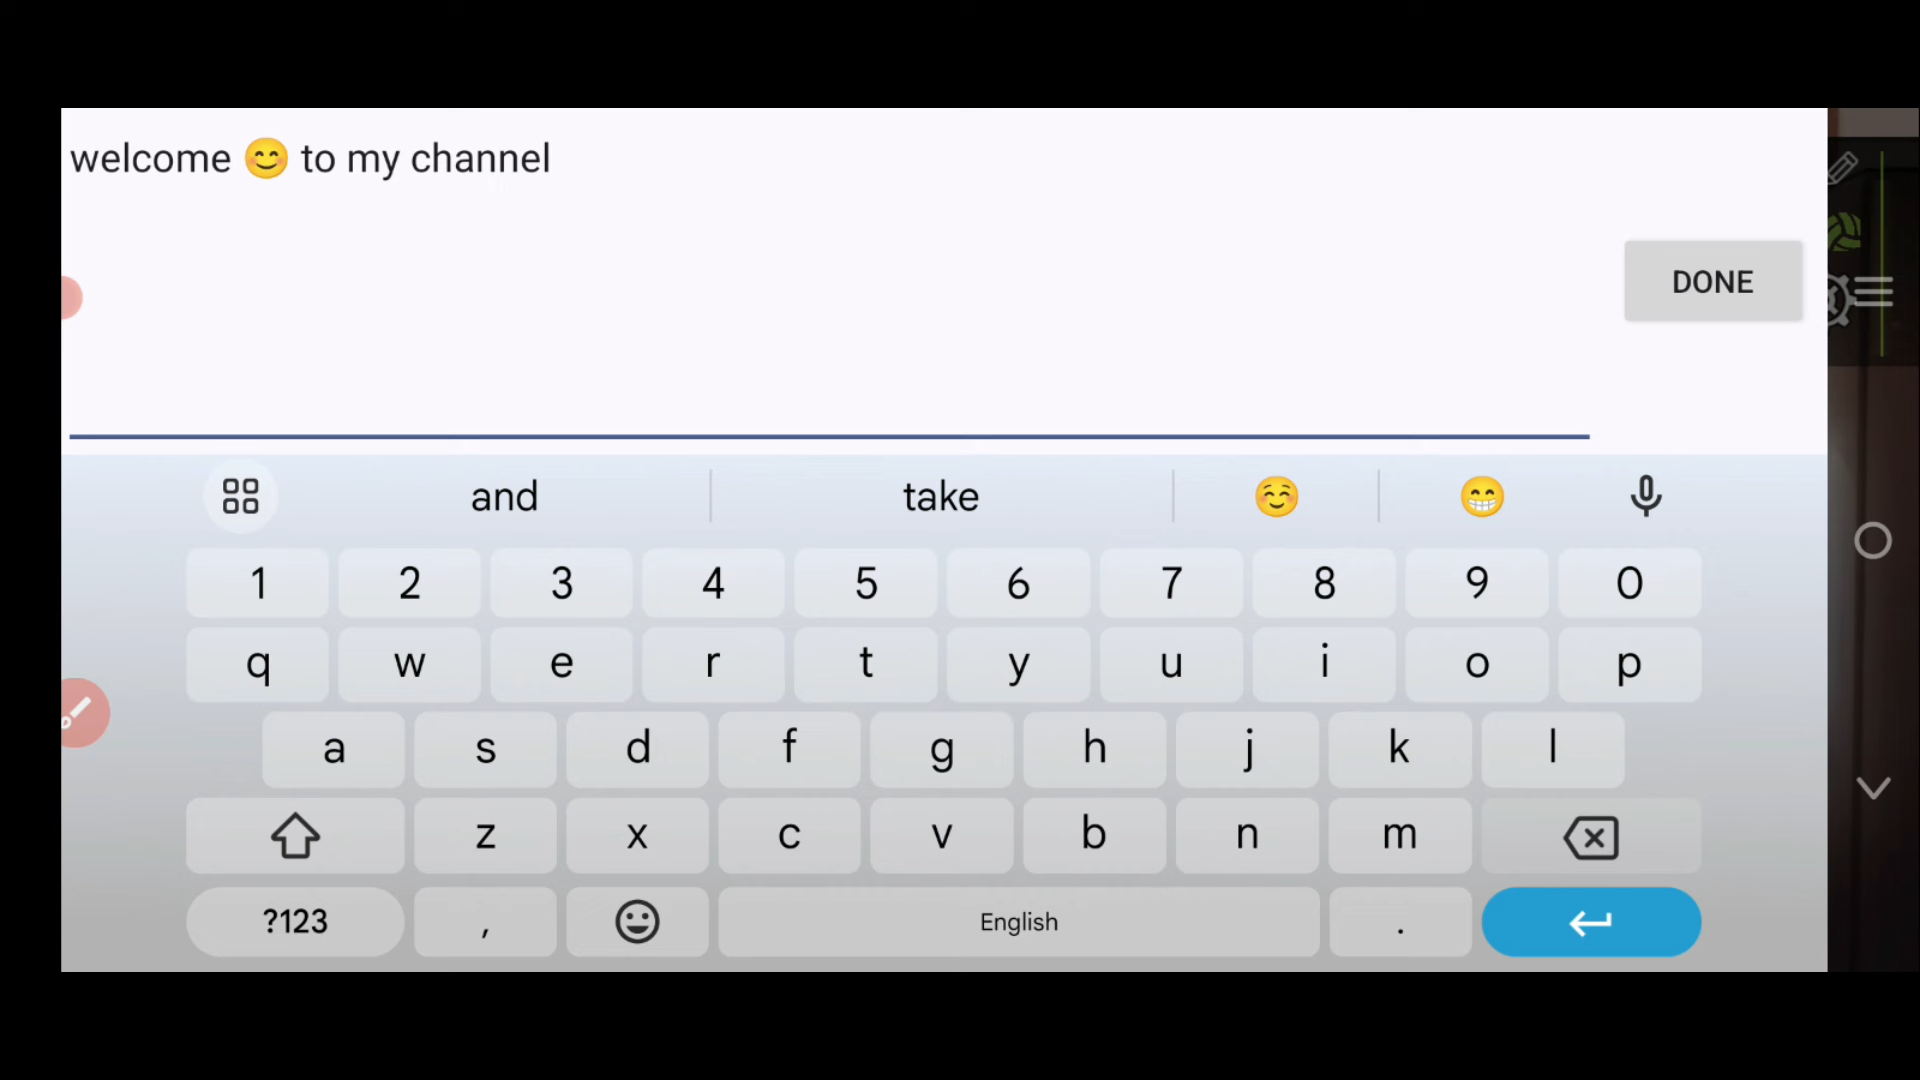 welcome 😊 to my channel
DONE
and take ☺️ 😁
1 2 3 4 5 6 7 8 9 0
q w e r t y u i o p
a s d f g h j k l
z x c v b n m
?123 , English .